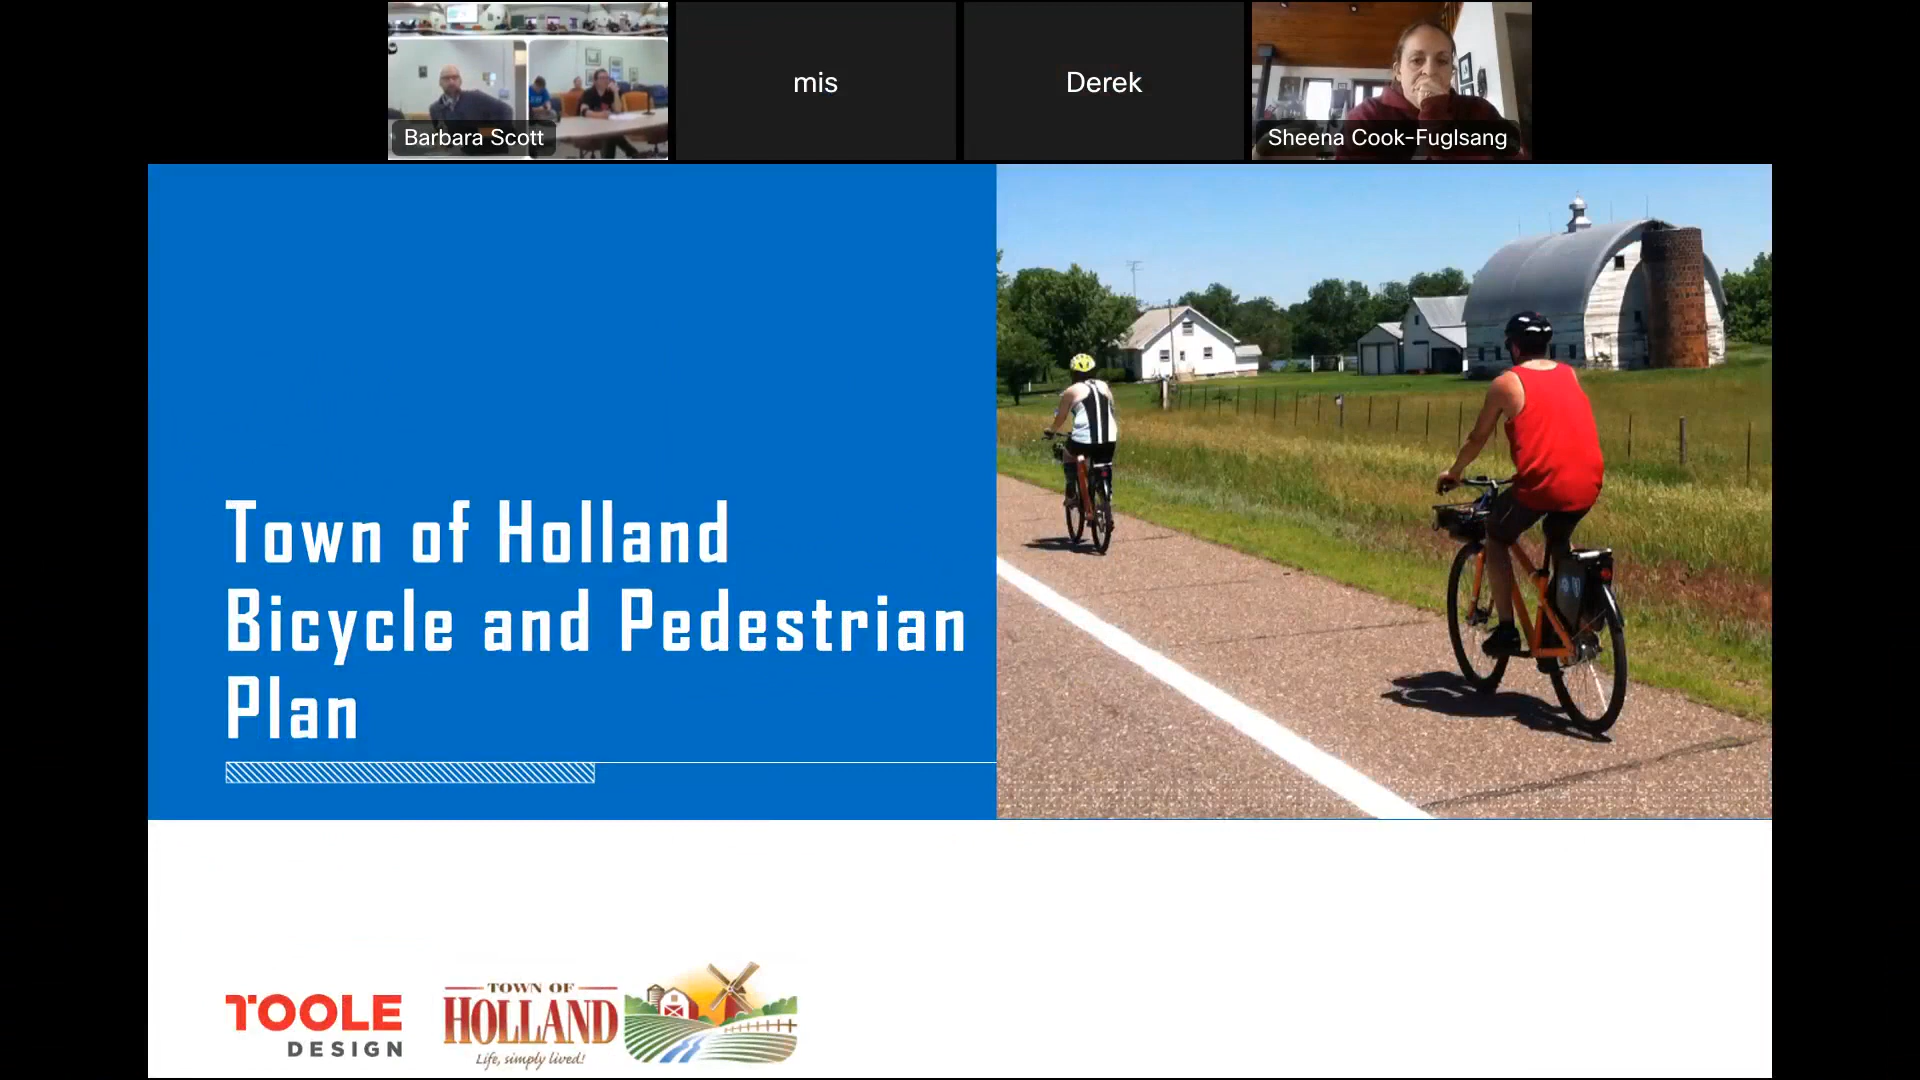 Barbara Scott
mis
Derek
Sheena Cook-Fuglsang
Town of Holland
Bicycle and Pedestrian
Plan
TOOLE
DESIGN
TOWN OF
HOLLAND
Life, simply lived!